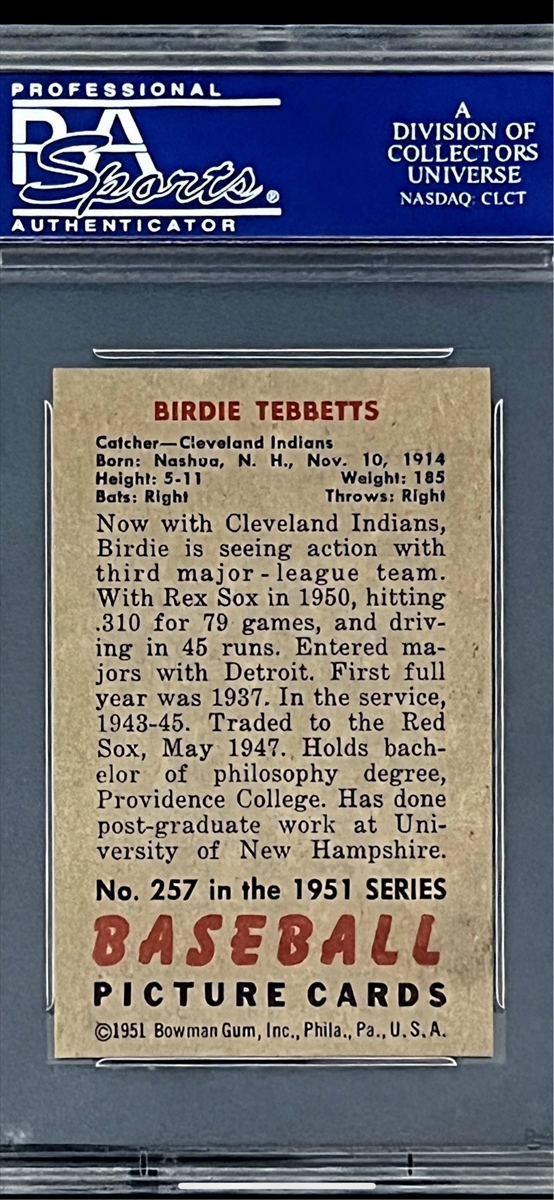 PROFESSIONAL
PSA
Sports®
AUTHENTICATOR
A
DIVISION OF
COLLECTORS
UNIVERSE
NASDAQ: CLCT
BIRDIE TEBBETTS
Catcher—Cleveland Indians
Born: Nashua, N. H., Nov. 10, 1914
Height: 5-11 Weight: 185
Bats: Right Throws: Right
Now with Cleveland Indians,
Birdie is seeing action with
third major-league team.
With Rex Sox in 1950, hitting
.310 for 79 games, and driv-
ing in 45 runs. Entered ma-
jors with Detroit. First full
year was 1937. In the service,
1943-45. Traded to the Red
Sox, May 1947. Holds bach-
elor of philosophy degree,
Providence College. Has done
post-graduate work at Uni-
versity of New Hampshire.
No. 257 in the 1951 SERIES
BASEBALL
PICTURE CARDS
©1951 Bowman Gum, Inc., Phila., Pa., U.S.A.